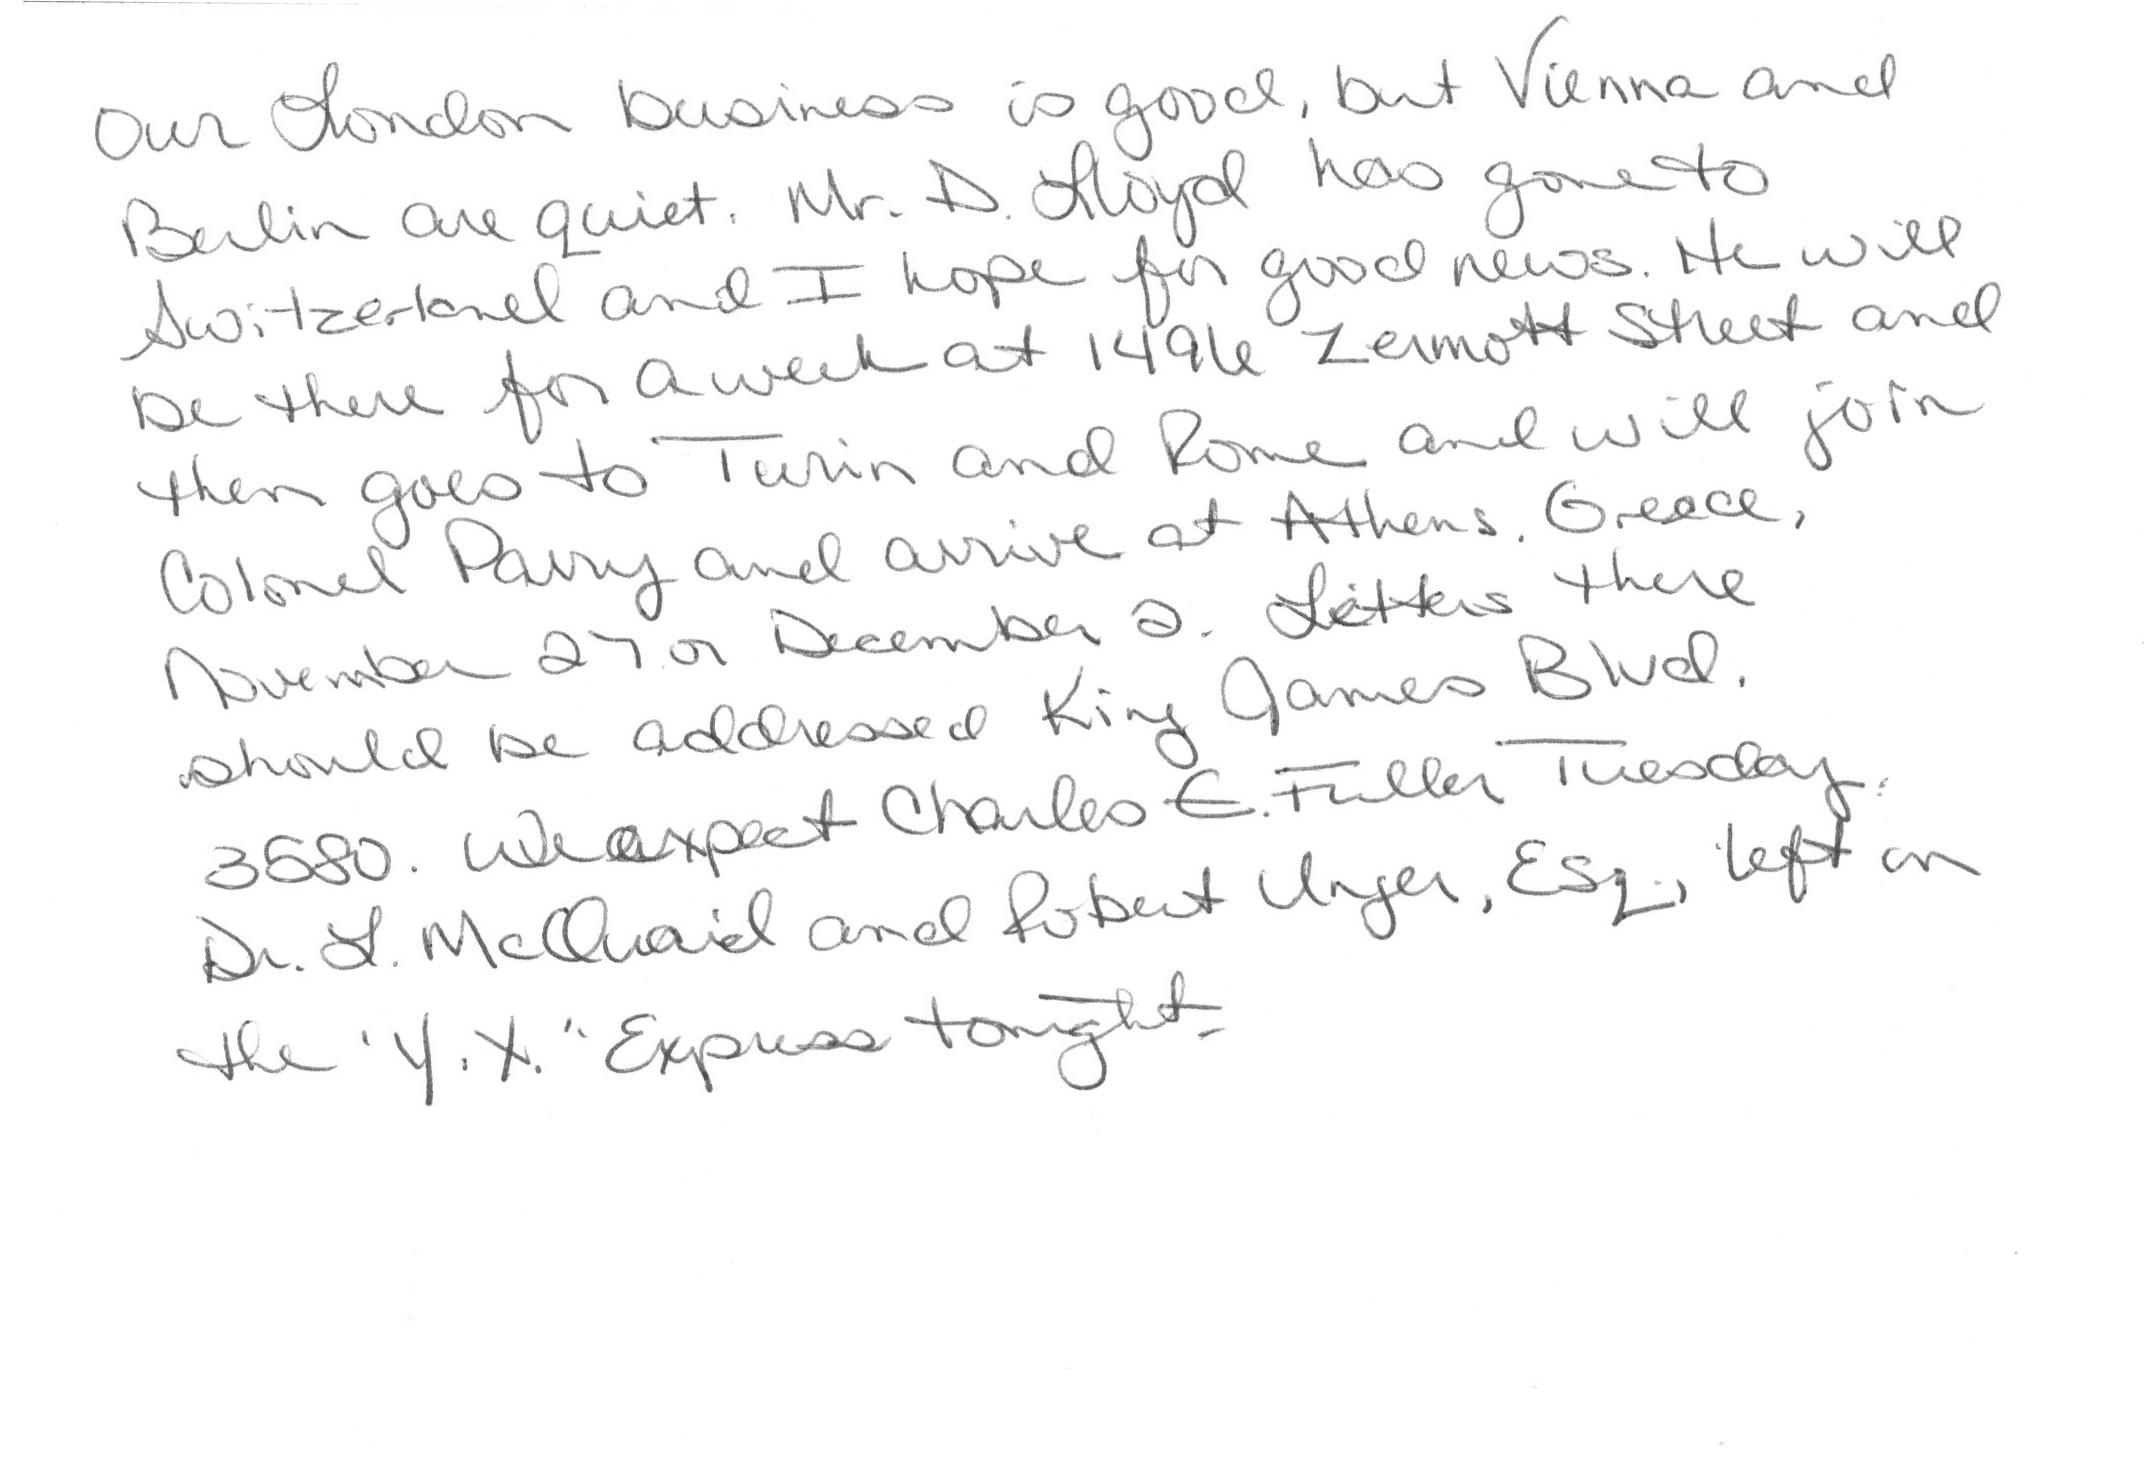 Our London business is good, but Vienna and
Berlin are quiet. Mr. D. Lloyd has gone to
Switzerland and I hope for good news. He will
be there for a week at 1496 Zermott Street and
then goes to Turin and Rome and will join
Colonel Parry and arrive at Athens, Greece,
November 27 or December 2. Letters there
should be addressed King James Blvd.
3680. We expect Charles E. Fuller Tuesday.
Dr. L. McQuaid and Robert Unger, Esq., left on
the "Y.X." Express tonight.